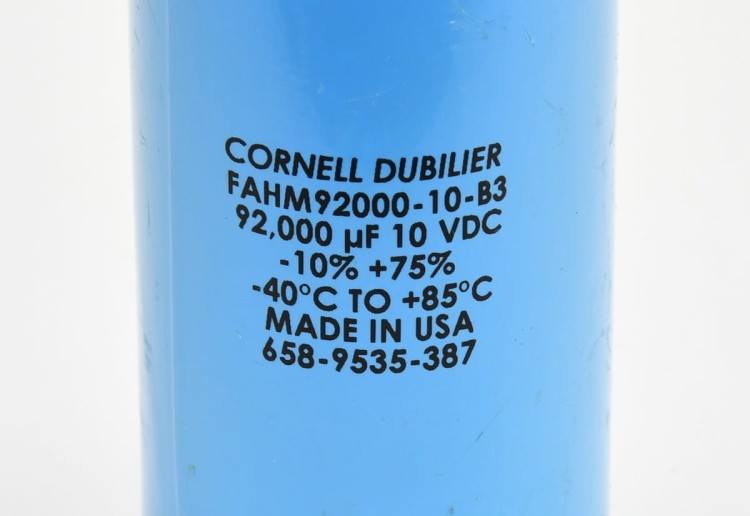 CORNELL DUBILIER
FAHM92000-10-B3
92,000 µF 10 VDC
-10% +75%
-40°C TO +85°C
MADE IN USA
658-9535-387